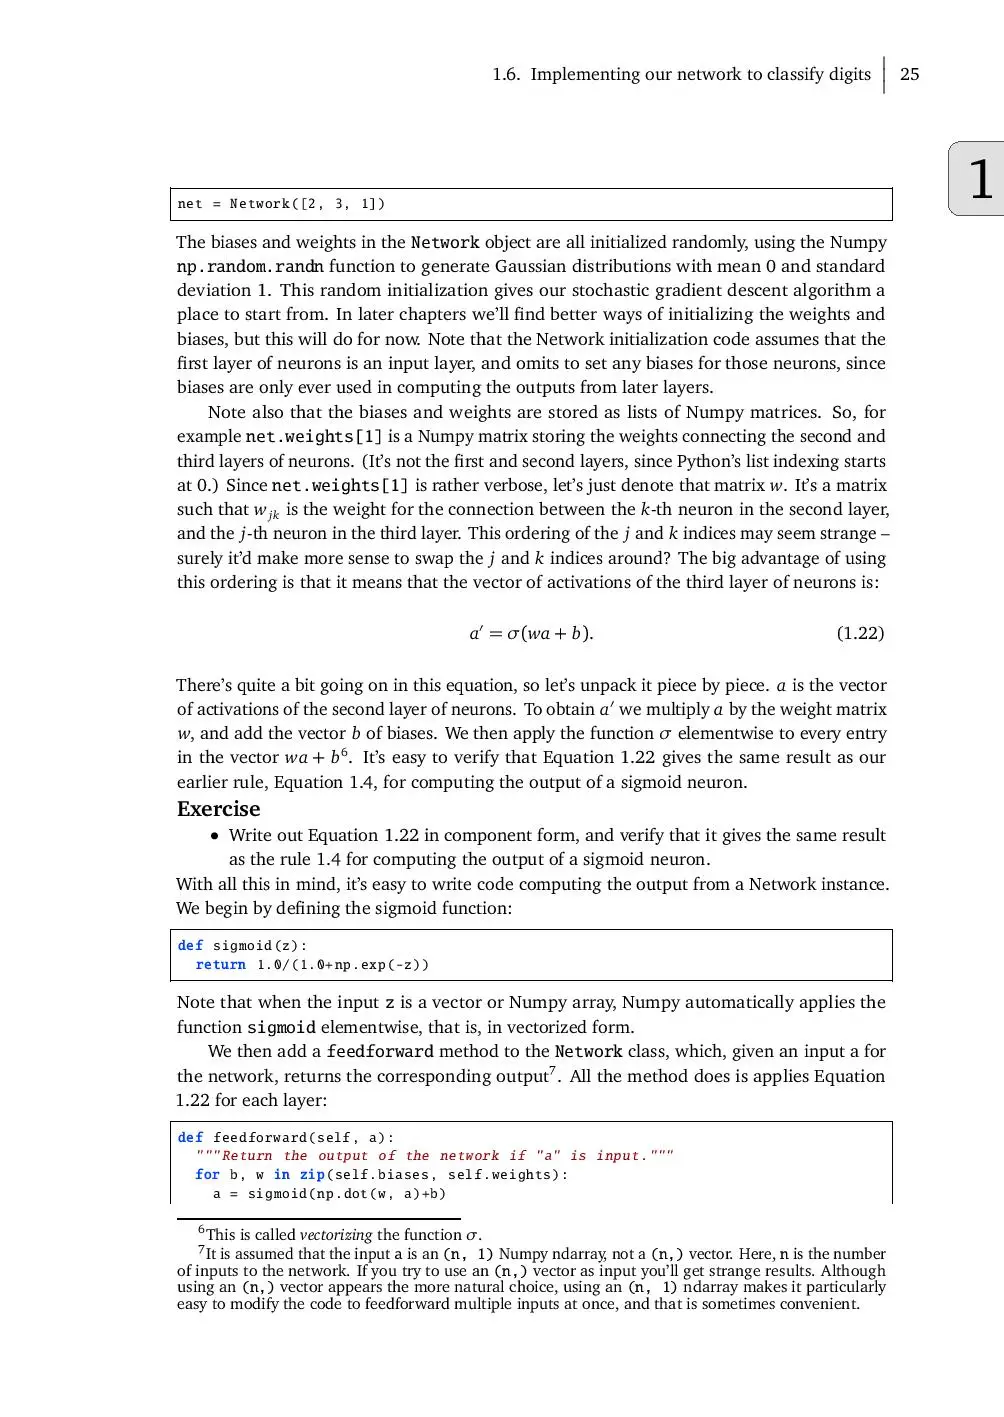 1.6. Implementing our network to classify digits 25
1
net = Network([2, 3, 1])
The biases and weights in the Network object are all initialized randomly, using the Numpy
np.random.randn function to generate Gaussian distributions with mean 0 and standard
deviation 1. This random initialization gives our stochastic gradient descent algorithm a
place to start from. In later chapters we’ll find better ways of initializing the weights and
biases, but this will do for now. Note that the Network initialization code assumes that the
first layer of neurons is an input layer, and omits to set any biases for those neurons, since
biases are only ever used in computing the outputs from later layers.
Note also that the biases and weights are stored as lists of Numpy matrices. So, for
example net.weights[1] is a Numpy matrix storing the weights connecting the second and
third layers of neurons. (It’s not the first and second layers, since Python’s list indexing starts
at 0.) Since net.weights[1] is rather verbose, let’s just denote that matrix w. It’s a matrix
such that wjk is the weight for the connection between the k-th neuron in the second layer,
and the j-th neuron in the third layer. This ordering of the j and k indices may seem strange –
surely it’d make more sense to swap the j and k indices around? The big advantage of using
this ordering is that it means that the vector of activations of the third layer of neurons is:
a′ = σ(wa + b). (1.22)
There’s quite a bit going on in this equation, so let’s unpack it piece by piece. a is the vector
of activations of the second layer of neurons. To obtain a′ we multiply a by the weight matrix
w, and add the vector b of biases. We then apply the function σ elementwise to every entry
in the vector wa + b⁶. It’s easy to verify that Equation 1.22 gives the same result as our
earlier rule, Equation 1.4, for computing the output of a sigmoid neuron.
Exercise
• Write out Equation 1.22 in component form, and verify that it gives the same result
as the rule 1.4 for computing the output of a sigmoid neuron.
With all this in mind, it’s easy to write code computing the output from a Network instance.
We begin by defining the sigmoid function:
def sigmoid(z):
return 1.0/(1.0+np.exp(-z))
Note that when the input z is a vector or Numpy array, Numpy automatically applies the
function sigmoid elementwise, that is, in vectorized form.
We then add a feedforward method to the Network class, which, given an input a for
the network, returns the corresponding output⁷. All the method does is applies Equation
1.22 for each layer:
def feedforward(self, a):
"""Return the output of the network if "a" is input."""
for b, w in zip(self.biases, self.weights):
a = sigmoid(np.dot(w, a)+b)
⁶This is called vectorizing the function σ.
⁷It is assumed that the input a is an (n, 1) Numpy ndarray, not a (n,) vector. Here, n is the number
of inputs to the network. If you try to use an (n,) vector as input you’ll get strange results. Although
using an (n,) vector appears the more natural choice, using an (n, 1) ndarray makes it particularly
easy to modify the code to feedforward multiple inputs at once, and that is sometimes convenient.